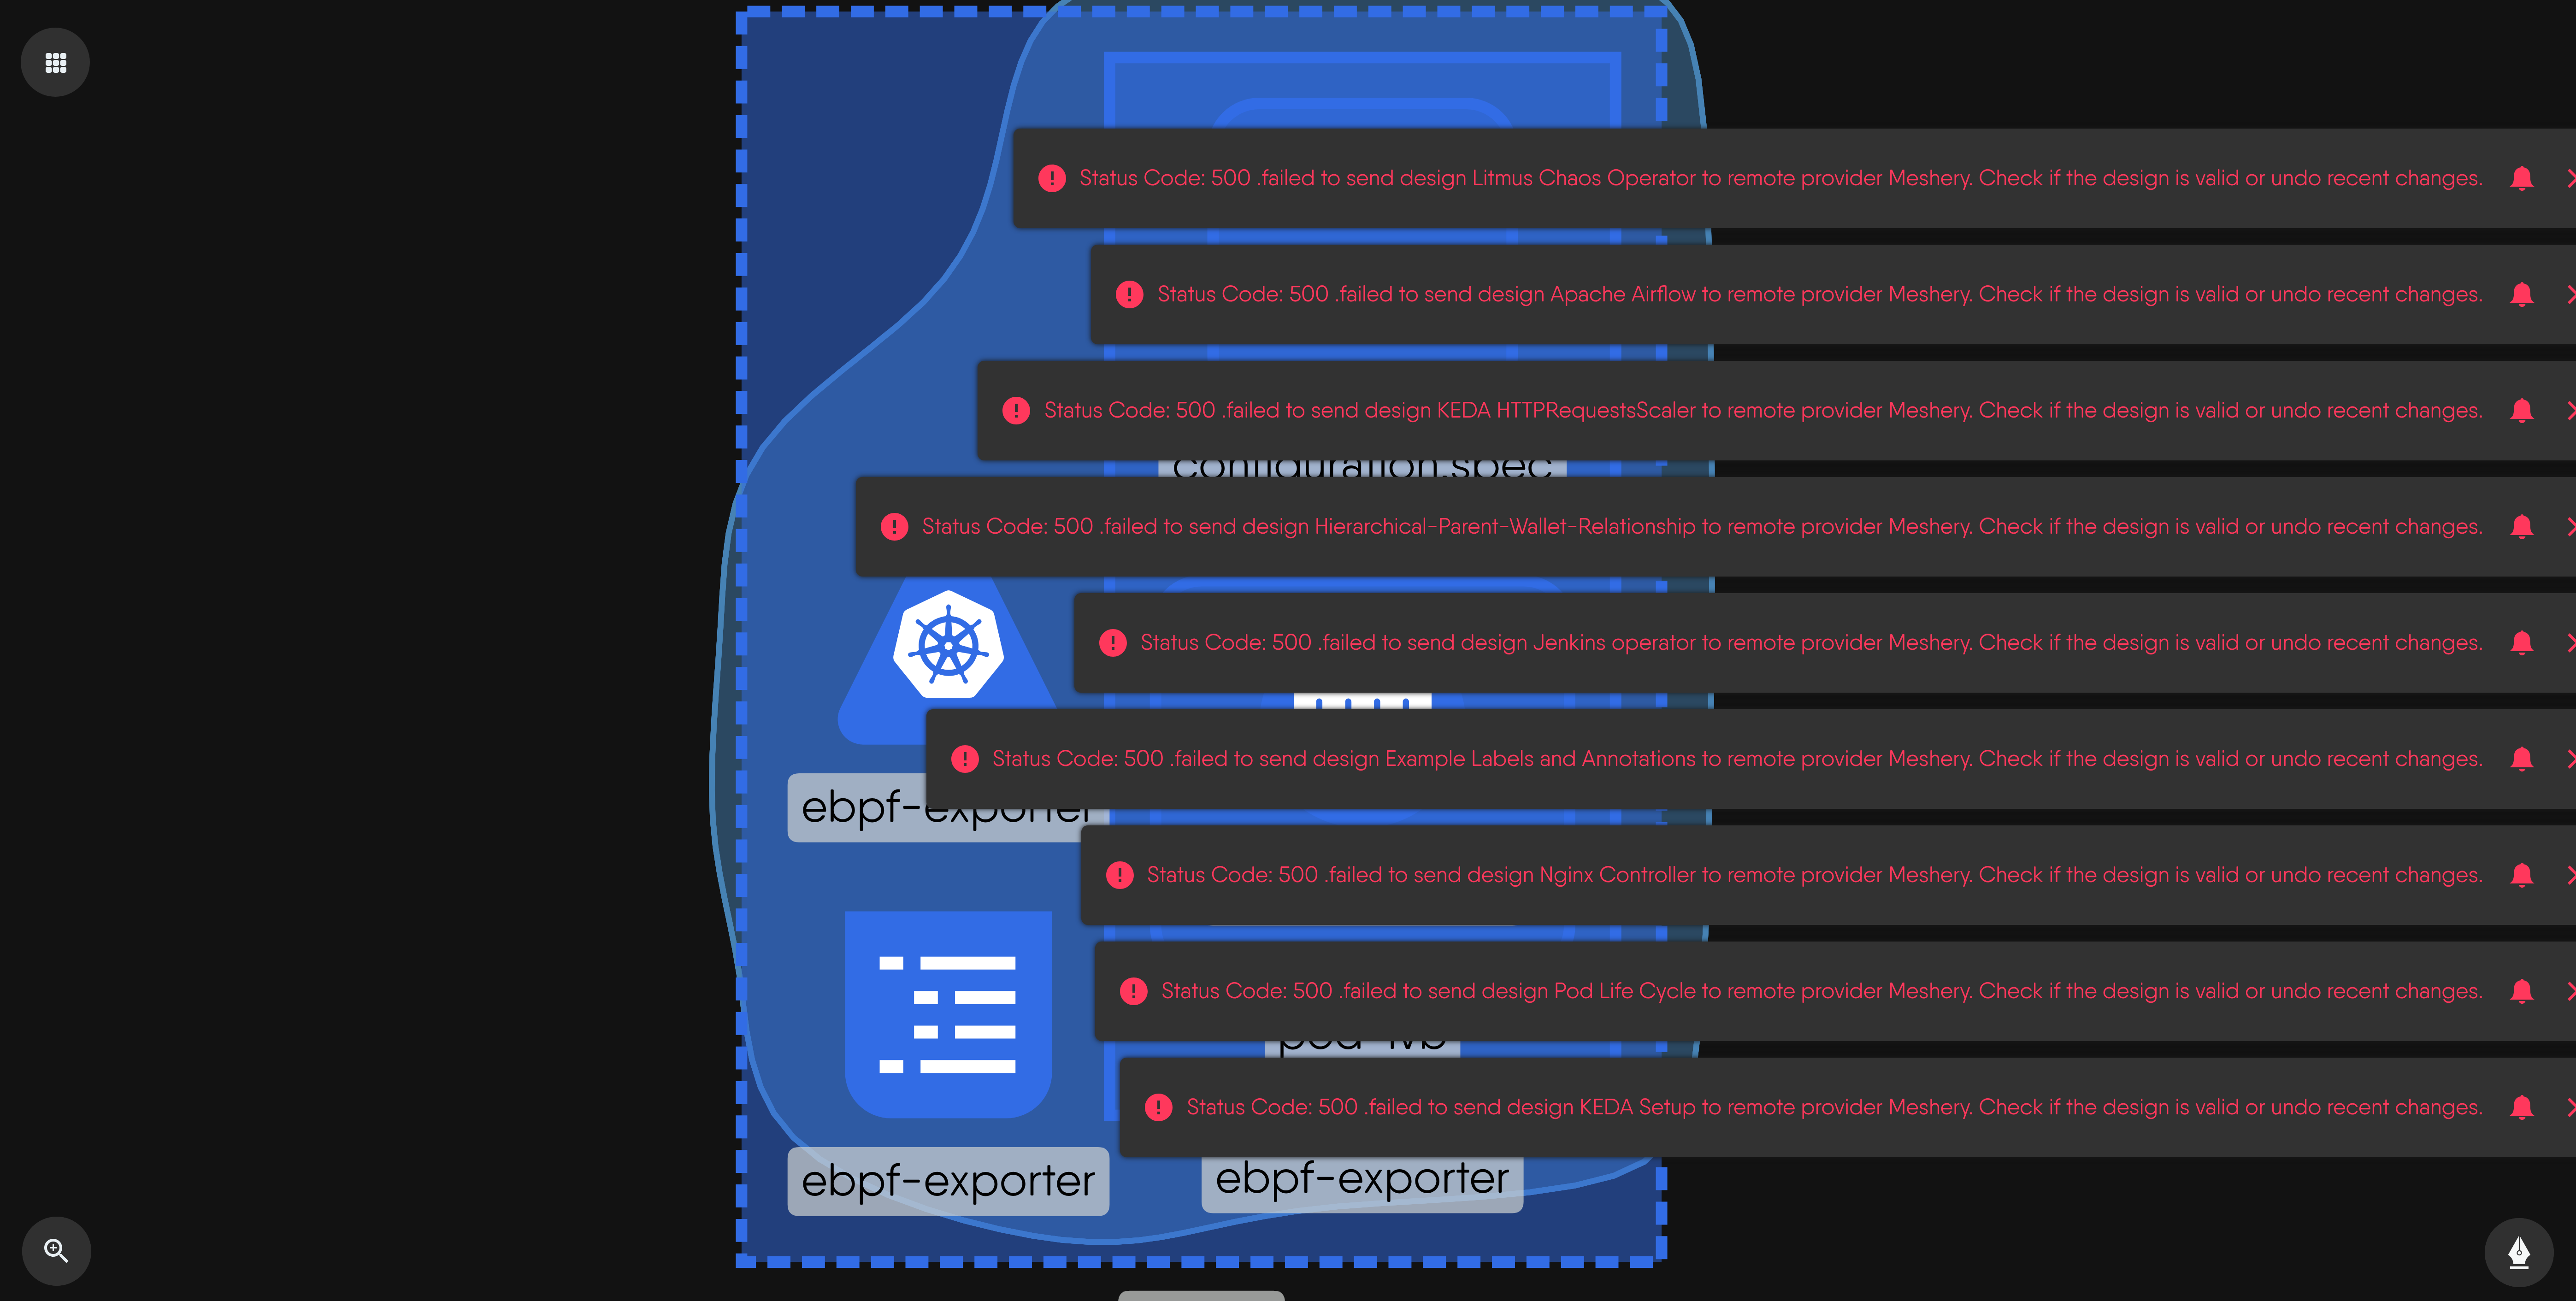 Status Code: 500 .failed to send design Litmus Chaos Operator to remote provider Meshery. Check if the design is valid or undo recent changes.
Status Code: 500 .failed to send design Apache Airflow to remote provider Meshery. Check if the design is valid or undo recent changes.
Status Code: 500 .failed to send design KEDA HTTPRequestsScaler to remote provider Meshery. Check if the design is valid or undo recent changes.
configuration.spec
Status Code: 500 .failed to send design Hierarchical-Parent-Wallet-Relationship to remote provider Meshery. Check if the design is valid or undo recent changes.
Status Code: 500 .failed to send design Jenkins operator to remote provider Meshery. Check if the design is valid or undo recent changes.
Status Code: 500 .failed to send design Example Labels and Annotations to remote provider Meshery. Check if the design is valid or undo recent changes.
ebpf-exporter
Status Code: 500 .failed to send design Nginx Controller to remote provider Meshery. Check if the design is valid or undo recent changes.
Status Code: 500 .failed to send design Pod Life Cycle to remote provider Meshery. Check if the design is valid or undo recent changes.
Status Code: 500 .failed to send design KEDA Setup to remote provider Meshery. Check if the design is valid or undo recent changes.
ebpf-exporter
ebpf-exporter